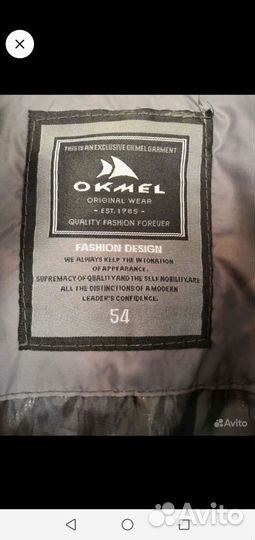 THIS IS AN EXCLUSIVE OKMEL GARMENT
OKMEL
ORIGINAL WEAR
- EST. 1985 -
QUALITY FASHION FOREVER
FASHION DESIGN
WE ALWAYS KEEP THE INTONATION
OF APPEARANCE.
SUPREMACY OF QUALITY AND THE SELF NOBILITY, ARE
ALL THE DISTINCTIONS OF A MODERN
LEADER'S CONFIDENCE.
54
Avito
Avito